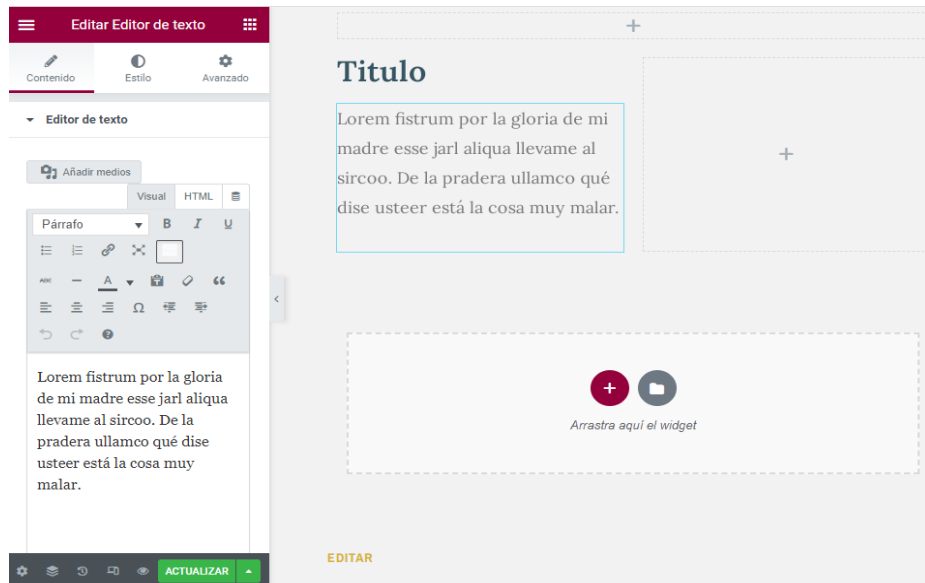 Editar Editor de texto
Contenido
Estilo
Avanzado
Editor de texto
Añadir medios
Visual
HTML
Párrafo
B
I
U
ABC
A
Ω
Lorem fistrum por la gloria
de mi madre esse jarl aliqua
llevame al sircoo. De la
pradera ullamco qué dise
usteer está la cosa muy
malar.
ACTUALIZAR
Titulo
Lorem fistrum por la gloria de mi
madre esse jarl aliqua llevame al
sircoo. De la pradera ullamco qué
dise usteer está la cosa muy malar.
Arrastra aquí el widget
EDITAR